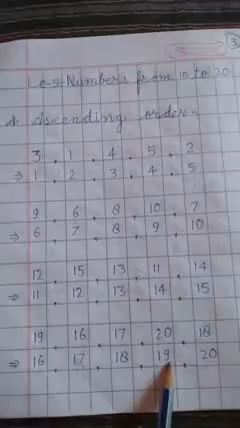 3
Le-5-Numbers from 10 to 20
A. Ascending order.
3 . 1 . 4 . 5 . 2
⇒ 1 . 2 . 3 . 4 . 5
9 . 6 . 8 . 10 . 7
⇒ 6 . 7 . 8 . 9 . 10
12 . 15 . 13 . 11 . 14
⇒ 11 . 12 . 13 . 14 . 15
19 . 16 . 17 . 20 . 18
⇒ 16 . 17 . 18 . 19 . 20